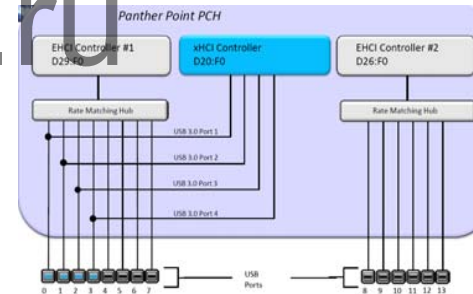 .ru
Panther Point PCH
EHCI Controller #1
D29:F0
xHCI Controller
D20:F0
EHCI Controller #2
D26:F0
Rate Matching Hub
Rate Matching Hub
USB 3.0 Port 1
USB 3.0 Port 2
USB 3.0 Port 3
USB 3.0 Port 4
USB
Ports
0 1 2 3 4 5 6 7
8 9 10 11 12 13